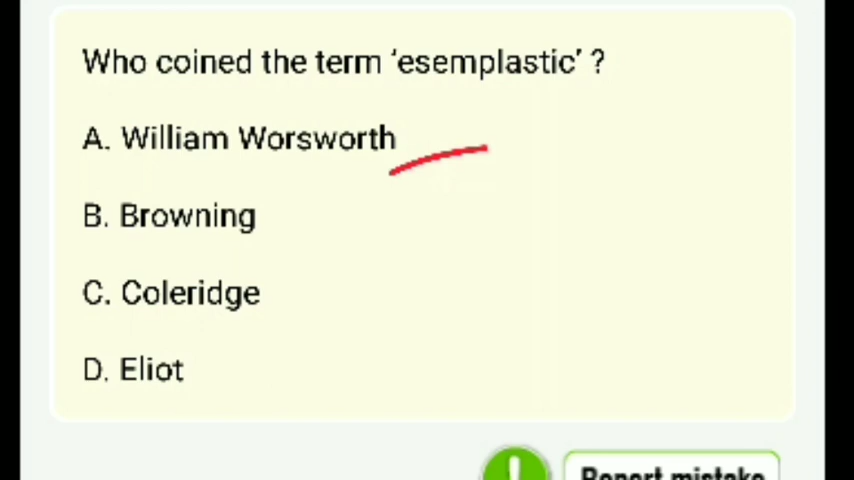 Who coined the term ‘esemplastic’ ?
A. William Worsworth
B. Browning
C. Coleridge
D. Eliot
! Report mistake